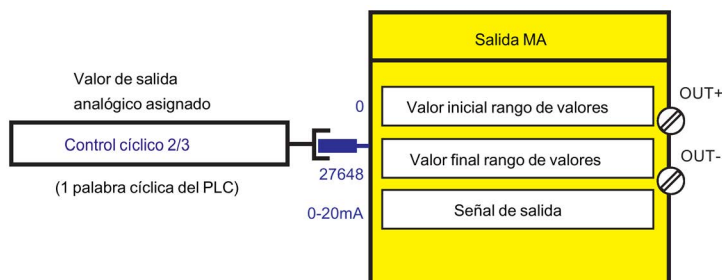 Salida MA
Valor de salida
analógico asignado
OUT+
0
Valor inicial rango de valores
Control cíclico 2/3
Valor final rango de valores
OUT-
27648
(1 palabra cíclica del PLC)
0-20mA
Señal de salida